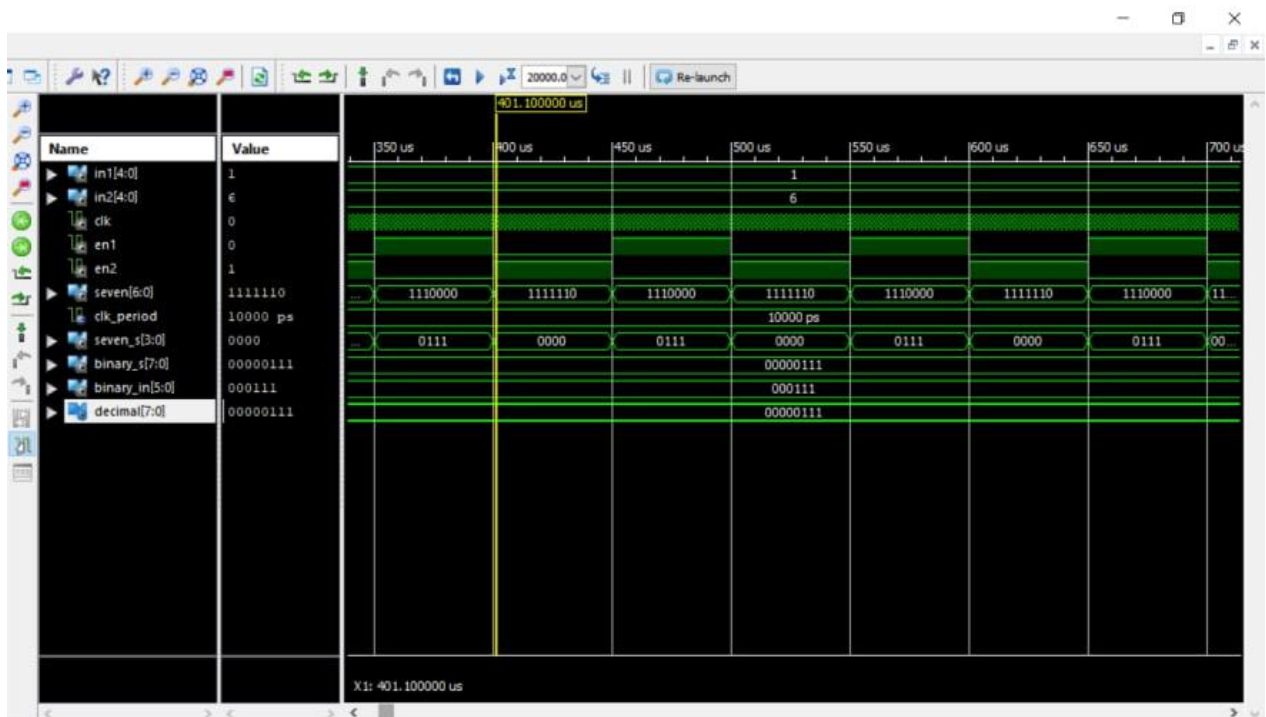 20000.0
Re-launch
401.100000 us
Name Value 350 us 400 us 450 us 500 us 550 us 600 us 650 us 700 us
in1[4:0] 1 1
in2[4:0] 6 6
clk 0
en1 0
en2 1
seven[6:0] 1111110 ... 1110000 1111110 1110000 1111110 1110000 1111110 1110000 11...
clk_period 10000 ps 10000 ps
seven_s[3:0] 0000 ... 0111 0000 0111 0000 0111 0000 0111 00...
binary_s[7:0] 00000111 00000111
binary_in[5:0] 000111 000111
decimal[7:0] 00000111 00000111
X1: 401.100000 us